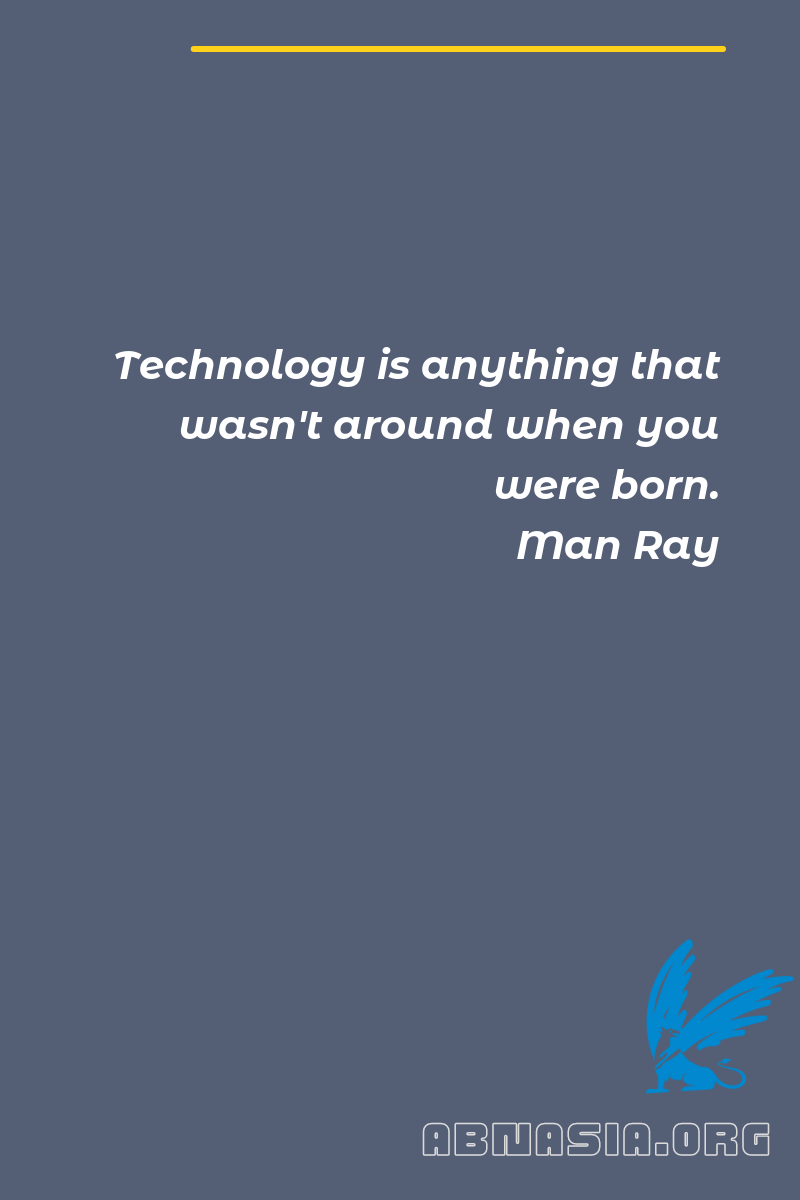 Technology is anything that
wasn't around when you
were born.
Man Ray
ABNASIA.ORG